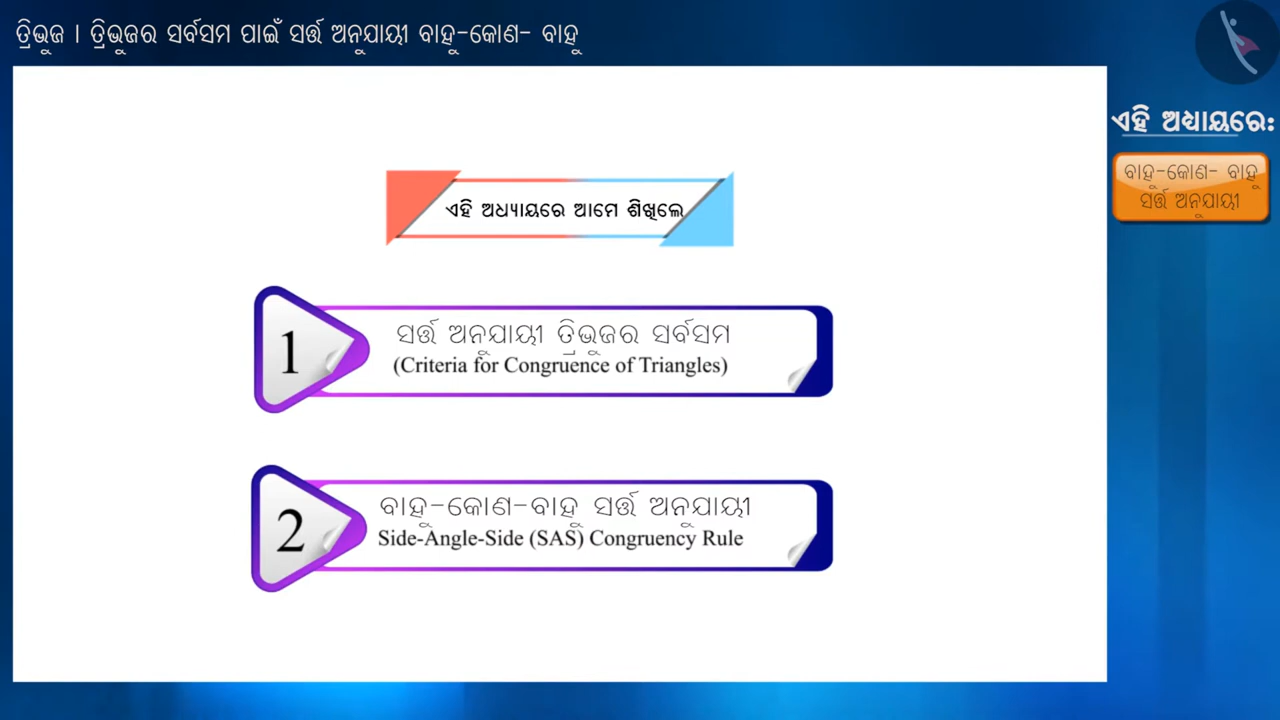 ତ୍ରିଭୁଜ । ତ୍ରିଭୁଜର ସର୍ବସମ ପାଇଁ ସର୍ତ୍ତ ଅନୁଯାୟୀ ବାହୁ-କୋଣ- ବାହୁ
ଏହି ଅଧ୍ୟାୟରେ:
ବାହୁ-କୋଣ- ବାହୁ
ସର୍ତ୍ତ ଅନୁଯାୟୀ
ଏହି ଅଧ୍ୟାୟରେ ଆମେ ଶିଖିଲେ
1
ସର୍ତ୍ତ ଅନୁଯାୟୀ ତ୍ରିଭୁଜର ସର୍ବସମ
(Criteria for Congruence of Triangles)
2
ବାହୁ-କୋଣ-ବାହୁ ସର୍ତ୍ତ ଅନୁଯାୟୀ
Side-Angle-Side (SAS) Congruency Rule